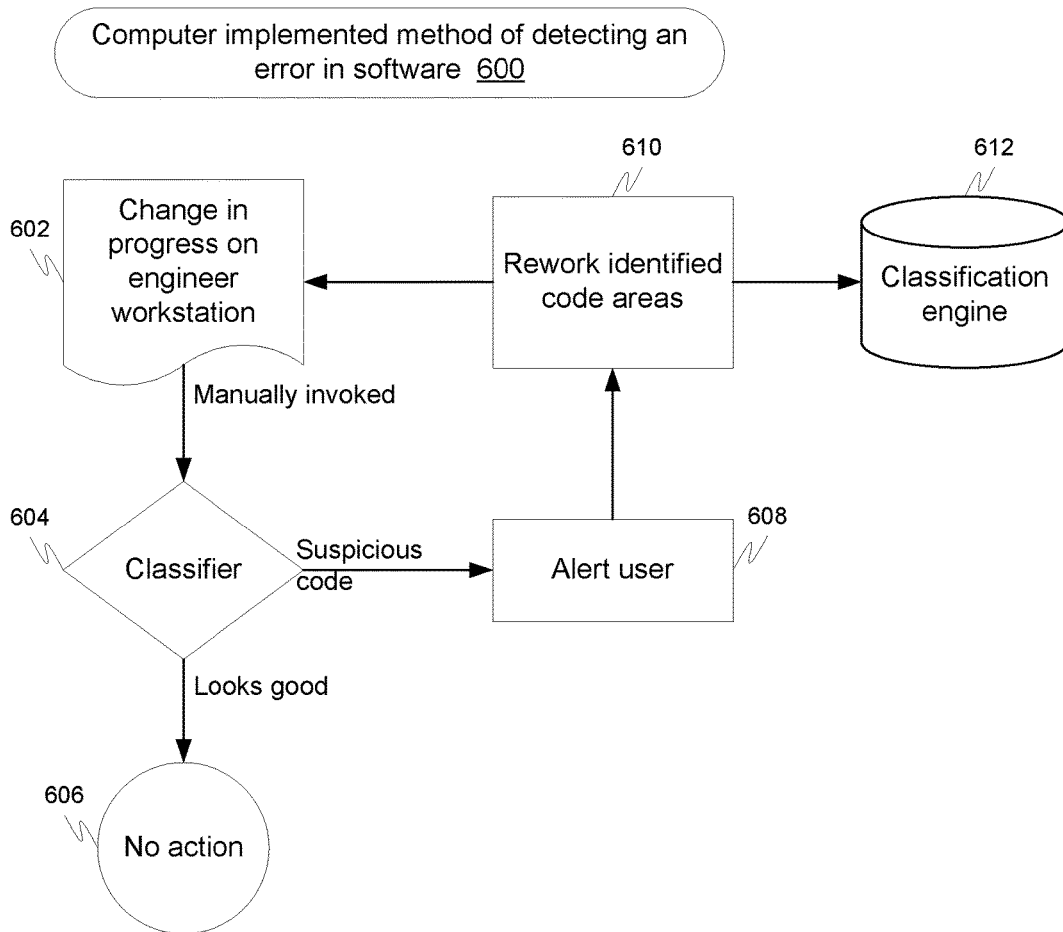 Computer implemented method of detecting an
error in software 600
610
612
602
Change in
progress on
engineer
workstation
Rework identified
code areas
Classification
engine
Manually invoked
604
Classifier
Suspicious
code
Alert user
608
Looks good
606
No action